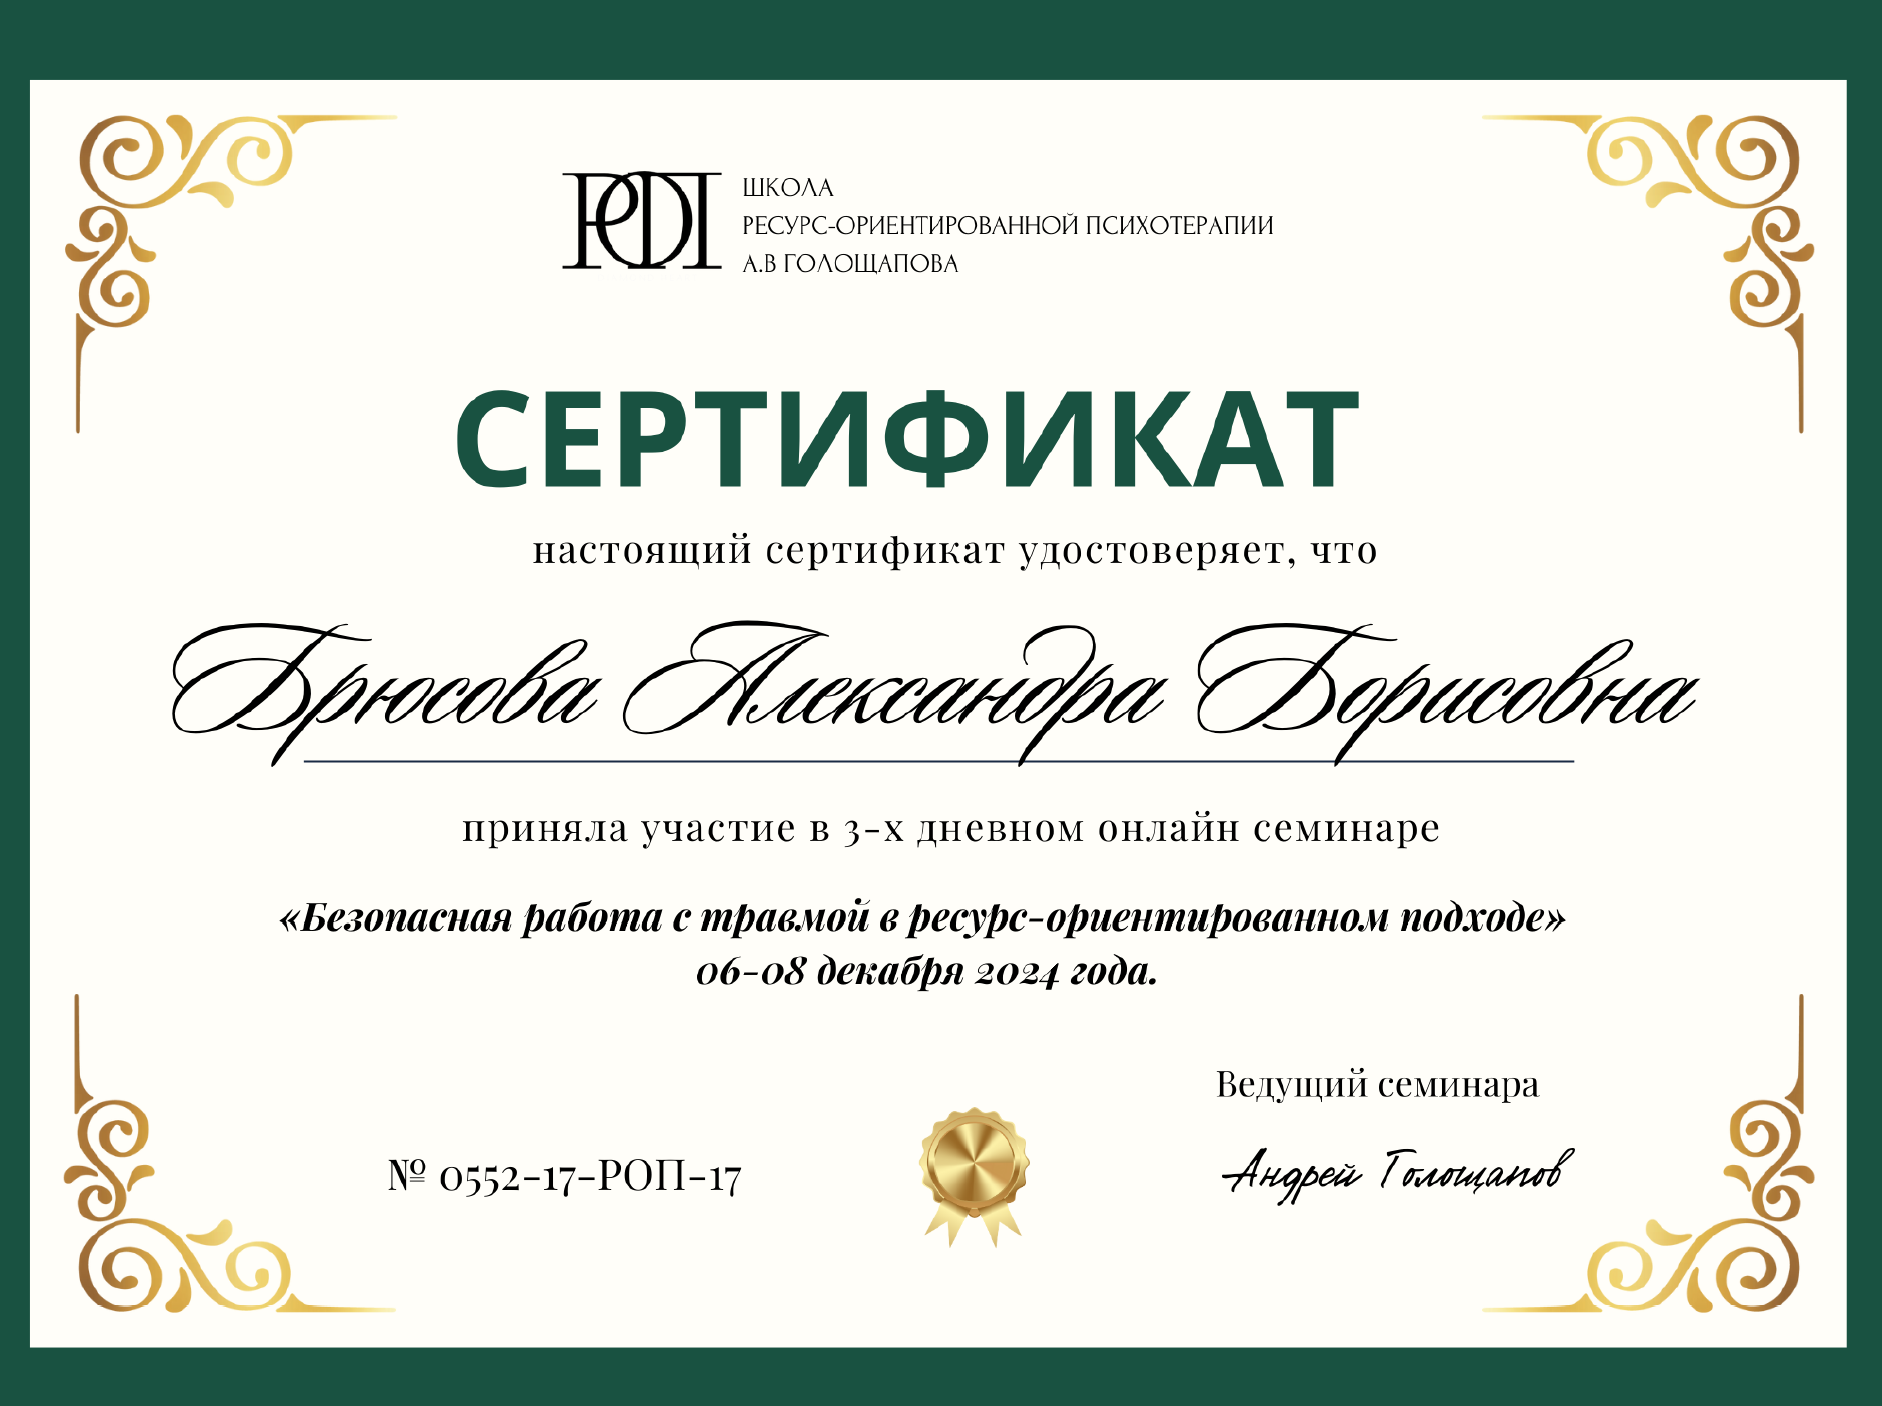 РОП
ШКОЛА
РЕСУРС-ОРИЕНТИРОВАННОЙ ПСИХОТЕРАПИИ
А.В ГОЛОЩАПОВА
СЕРТИФИКАТ
настоящий сертификат удостоверяет, что
Брюсова Александра Борисовна
приняла участие в 3-х дневном онлайн семинаре
«Безопасная работа с травмой в ресурс-ориентированном подходе»
06-08 декабря 2024 года.
Ведущий семинара
№ 0552-17-РОП-17
Андрей Голощапов